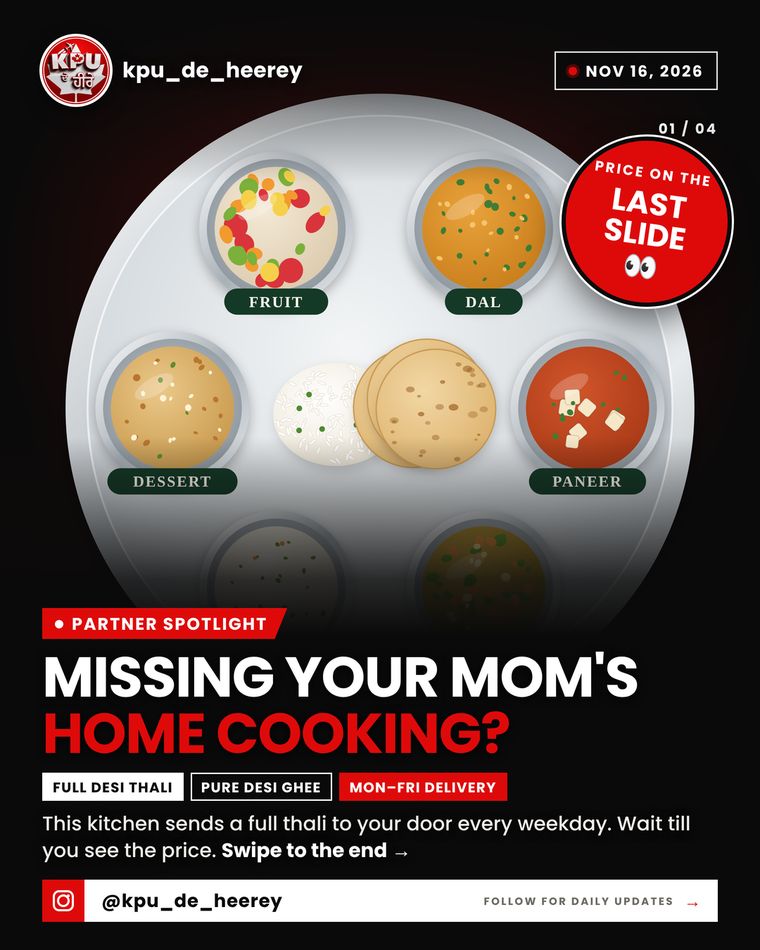 KPU
ਦੇ ਹੀਰੇ
kpu_de_heerey
NOV 16, 2026
01 / 04
PRICE ON THE
LAST
SLIDE
FRUIT
DAL
DESSERT
PANEER
PARTNER SPOTLIGHT
MISSING YOUR MOM'S
HOME COOKING?
FULL DESI THALI
PURE DESI GHEE
MON–FRI DELIVERY
This kitchen sends a full thali to your door every weekday. Wait till
you see the price. Swipe to the end →
@kpu_de_heerey
FOLLOW FOR DAILY UPDATES →